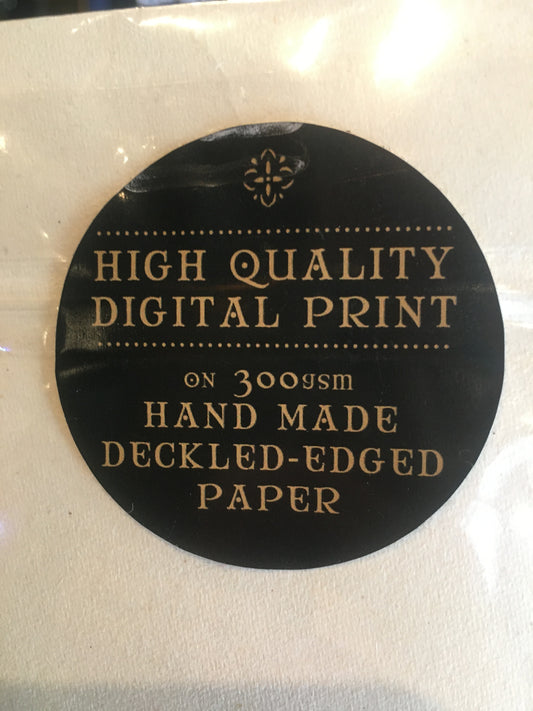 HIGH QUALITY
DIGITAL PRINT
ON 300gsm
HAND MADE
DECKLED-EDGED
PAPER